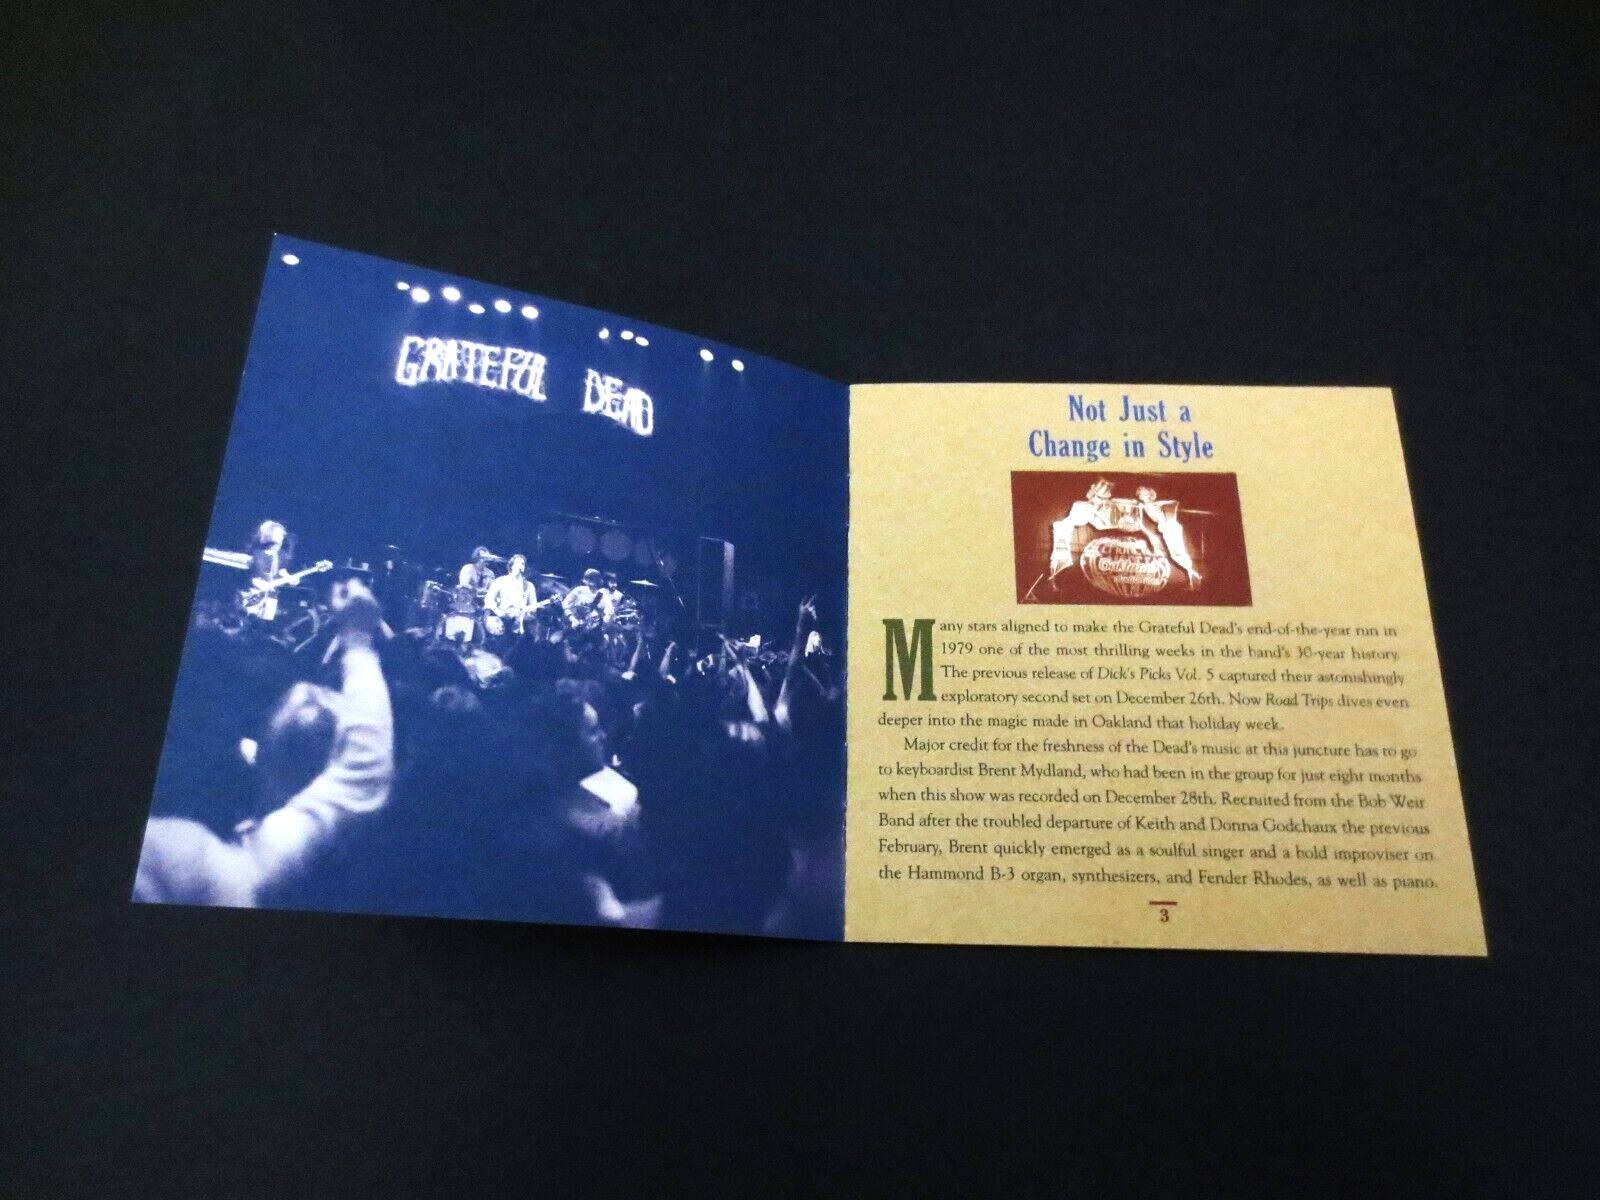 GRATEFUL DEAD
Not Just a
Change in Style
Oakland
Many stars aligned to make the Grateful Dead's end-of-the-year run in
1979 one of the most thrilling weeks in the band's 30-year history.
The previous release of Dick's Picks Vol. 5 captured their astonishingly
exploratory second set on December 26th. Now Road Trips dives even
deeper into the magic made in Oakland that holiday week.
Major credit for the freshness of the Dead's music at this juncture has to go
to keyboardist Brent Mydland, who had been in the group for just eight months
when this show was recorded on December 28th. Recruited from the Bob Weir
Band after the troubled departure of Keith and Donna Godchaux the previous
February, Brent quickly emerged as a soulful singer and a bold improviser on
the Hammond B-3 organ, synthesizers, and Fender Rhodes, as well as piano.
3